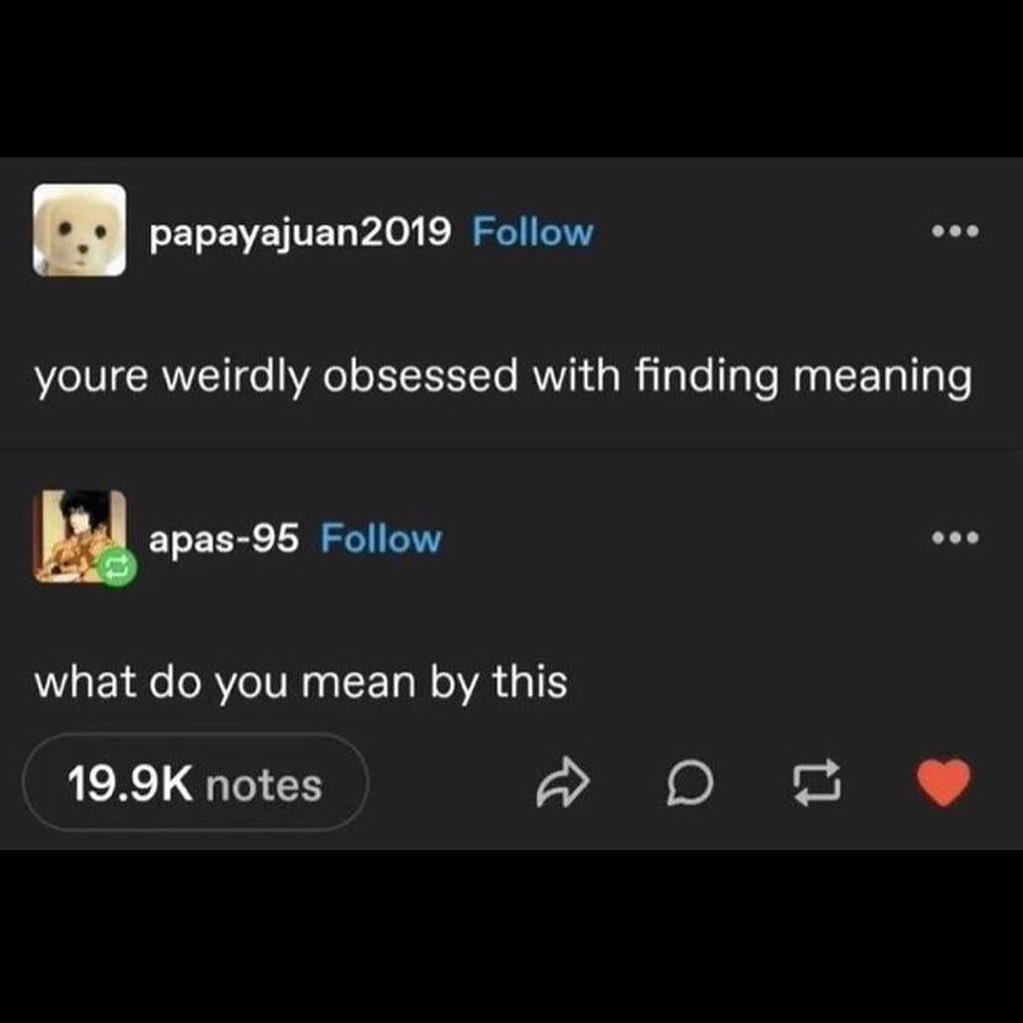 papayajuan2019 Follow
youre weirdly obsessed with finding meaning
apas-95 Follow
what do you mean by this
19.9K notes